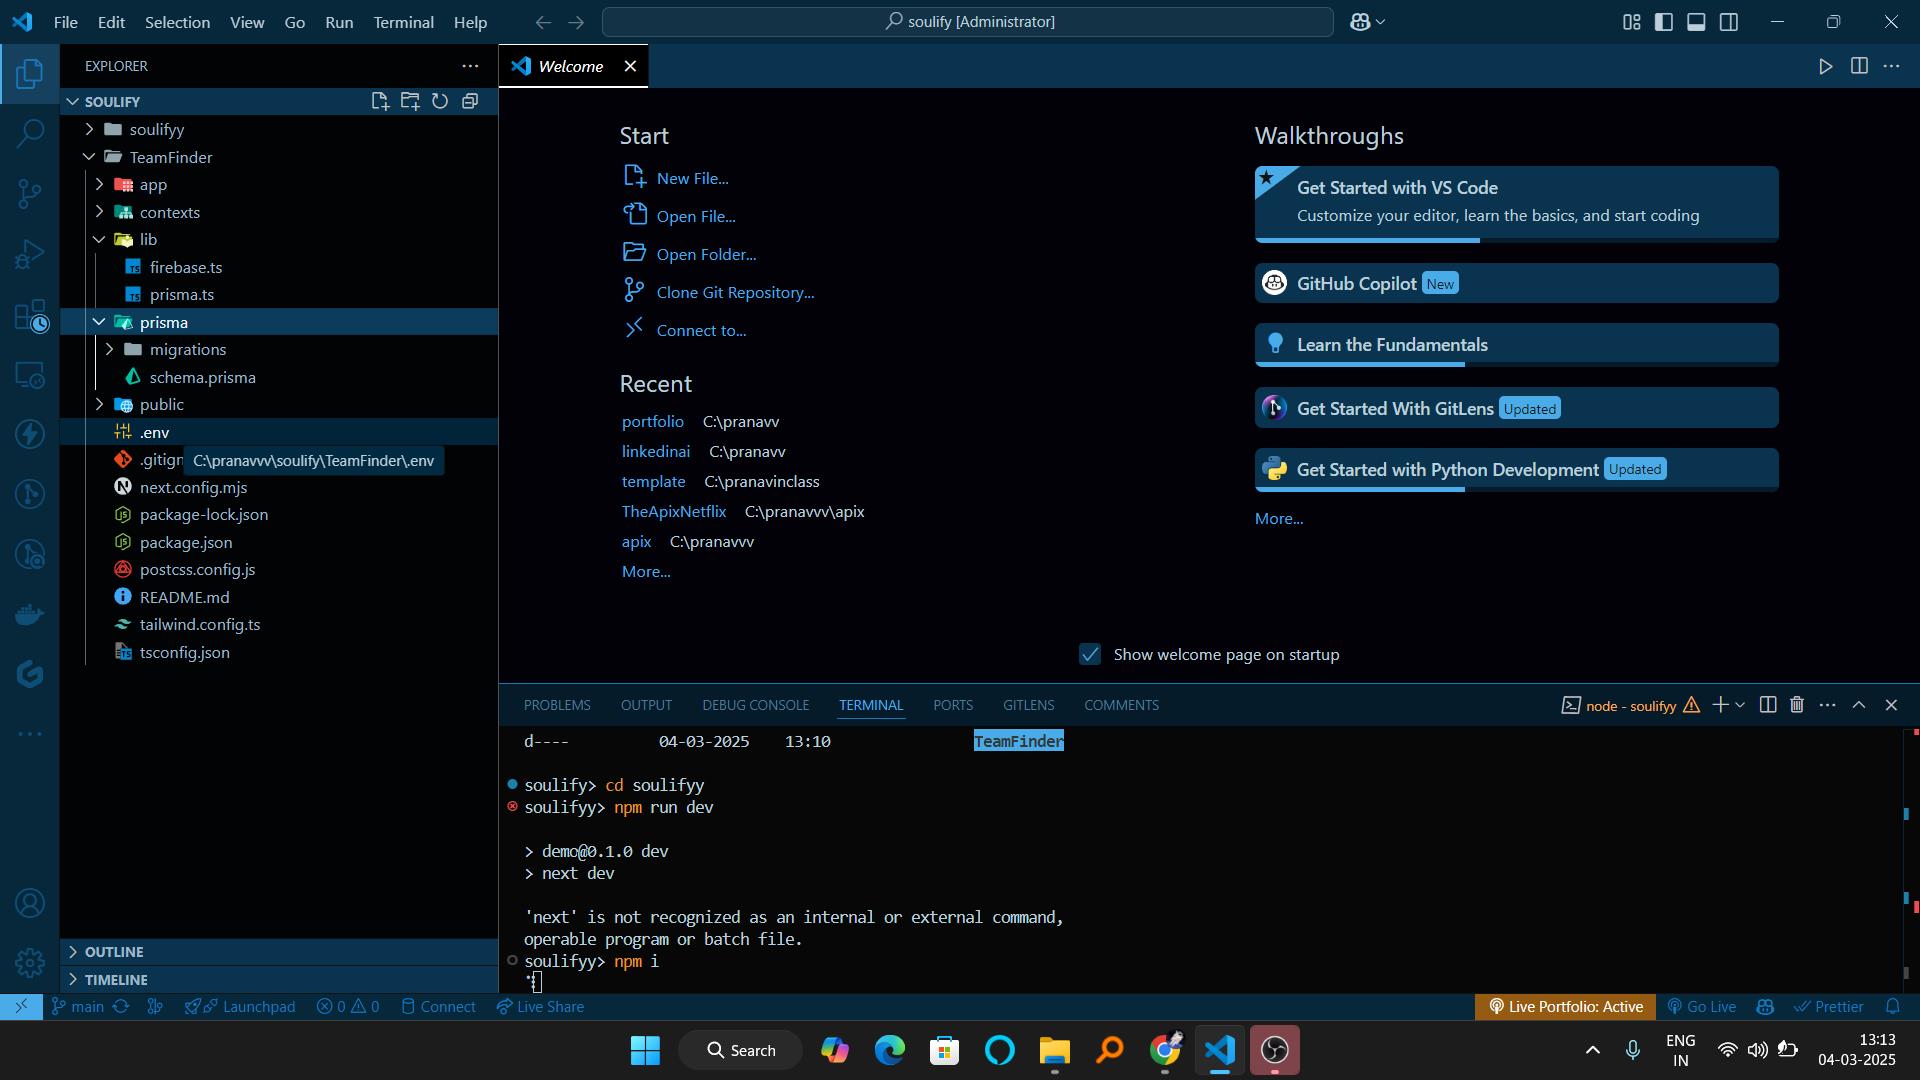 File Edit Selection View Go Run Terminal Help
soulify [Administrator]
EXPLORER
Welcome
SOULIFY
soulifyy
TeamFinder
app
contexts
lib
firebase.ts
prisma.ts
prisma
migrations
schema.prisma
public
.env
.gitign
C:\pranavvv\soulify\TeamFinder\.env
next.config.mjs
package-lock.json
package.json
postcss.config.js
README.md
tailwind.config.ts
tsconfig.json
OUTLINE
TIMELINE
Start
New File...
Open File...
Open Folder...
Clone Git Repository...
Connect to...
Recent
portfolio C:\pranavv
linkedinai C:\pranavv
template C:\pranavinclass
TheApixNetflix C:\pranavvv\apix
apix C:\pranavvv
More...
Walkthroughs
Get Started with VS Code
Customize your editor, learn the basics, and start coding
GitHub Copilot New
Learn the Fundamentals
Get Started With GitLens Updated
Get Started with Python Development Updated
More...
Show welcome page on startup
PROBLEMS OUTPUT DEBUG CONSOLE TERMINAL PORTS GITLENS COMMENTS
node - soulifyy
d---- 04-03-2025 13:10 TeamFinder
soulify> cd soulifyy
soulifyy> npm run dev
> demo@0.1.0 dev
> next dev
'next' is not recognized as an internal or external command,
operable program or batch file.
soulifyy> npm i
main Launchpad 0 0 Connect Live Share
Live Portfolio: Active Go Live Prettier
Search
ENG
IN
13:13
04-03-2025